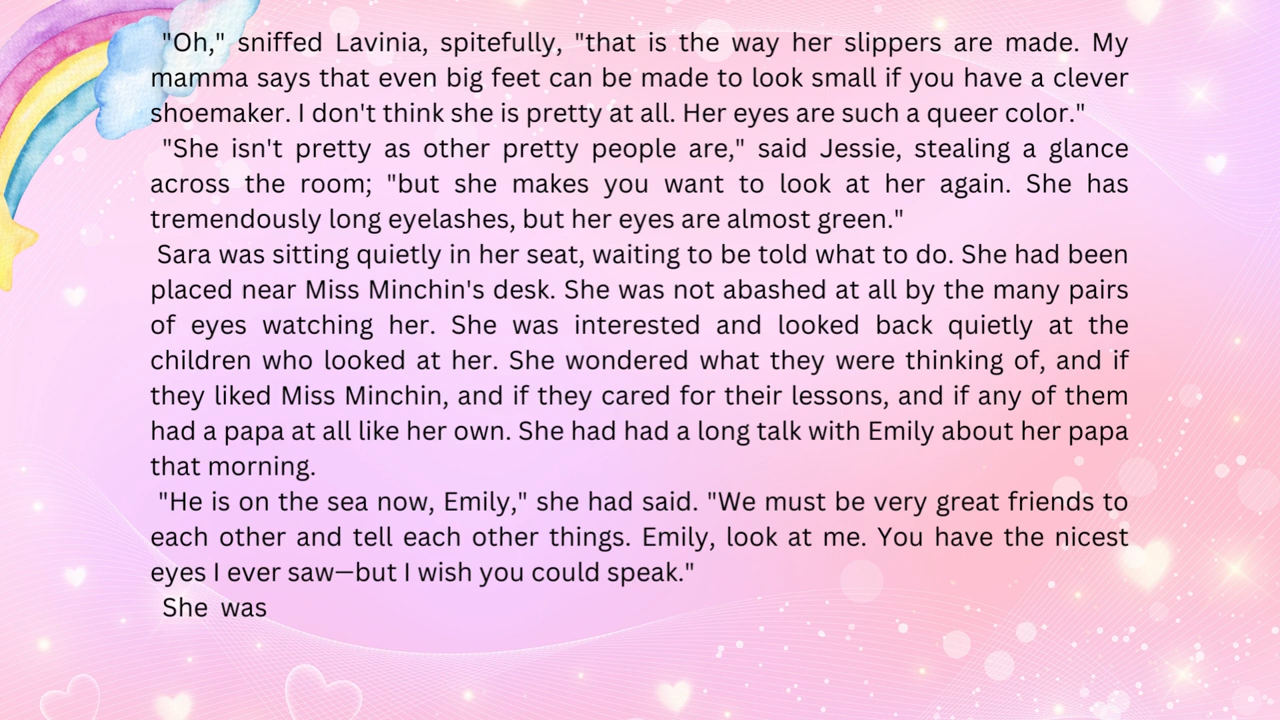 "Oh," sniffed Lavinia, spitefully, "that is the way her slippers are made. My
mamma says that even big feet can be made to look small if you have a clever
shoemaker. I don't think she is pretty at all. Her eyes are such a queer color."
"She isn't pretty as other pretty people are," said Jessie, stealing a glance
across the room; "but she makes you want to look at her again. She has
tremendously long eyelashes, but her eyes are almost green."
Sara was sitting quietly in her seat, waiting to be told what to do. She had been
placed near Miss Minchin's desk. She was not abashed at all by the many pairs
of eyes watching her. She was interested and looked back quietly at the
children who looked at her. She wondered what they were thinking of, and if
they liked Miss Minchin, and if they cared for their lessons, and if any of them
had a papa at all like her own. She had had a long talk with Emily about her papa
that morning.
"He is on the sea now, Emily," she had said. "We must be very great friends to
each other and tell each other things. Emily, look at me. You have the nicest
eyes I ever saw—but I wish you could speak."
She was